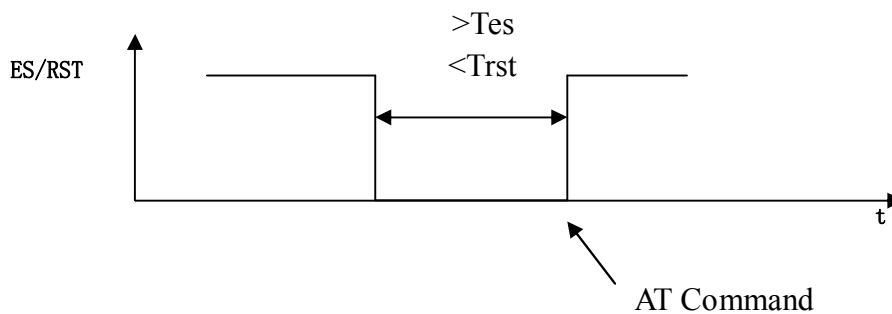 >Tes
<Trst
ES/RST
t
AT Command